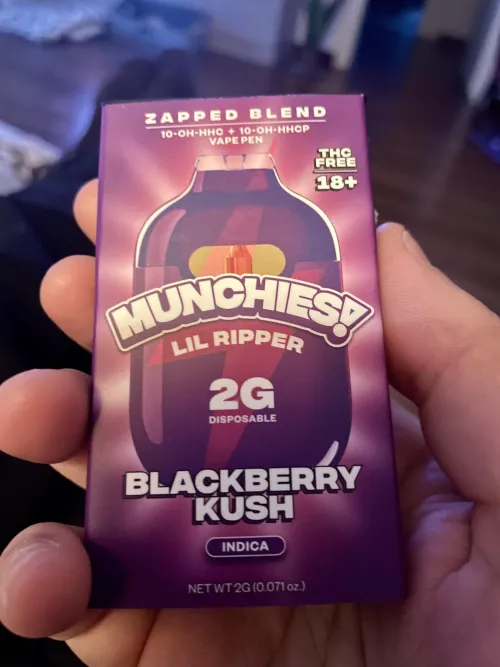 ZAPPED BLEND
10-OH-HHC + 10-OH-HHCP
VAPE PEN
THC
FREE
18+
MUNCHIES!
LIL RIPPER
2G
DISPOSABLE
BLACKBERRY
KUSH
INDICA
NET WT 2G (0.071 oz.)